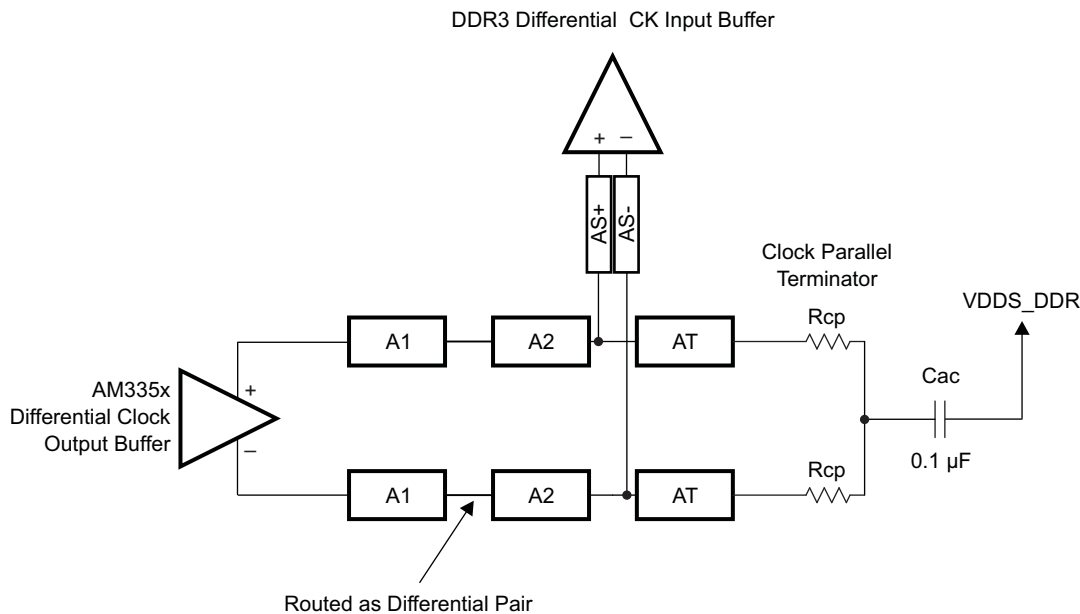 DDR3 Differential CK Input Buffer
+ −
AS+
AS-
Clock Parallel
Terminator
VDDS_DDR
Rcp
A1
A2
AT
AM335x
Differential Clock
Output Buffer
+
−
Cac
0.1 µF
Rcp
A1
A2
AT
Routed as Differential Pair